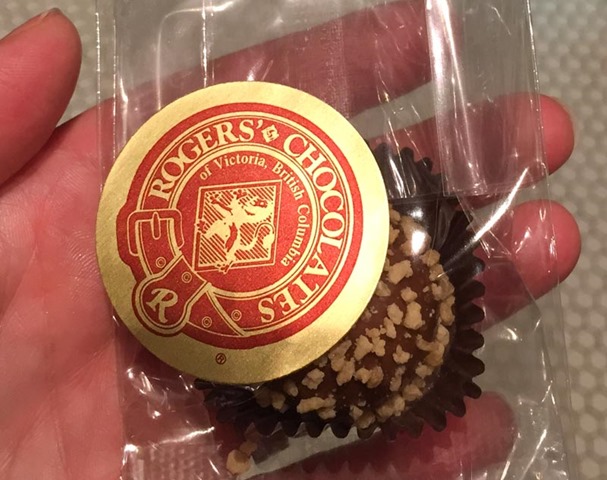 ROGERS' CHOCOLATES
of Victoria, British Columbia
R
®